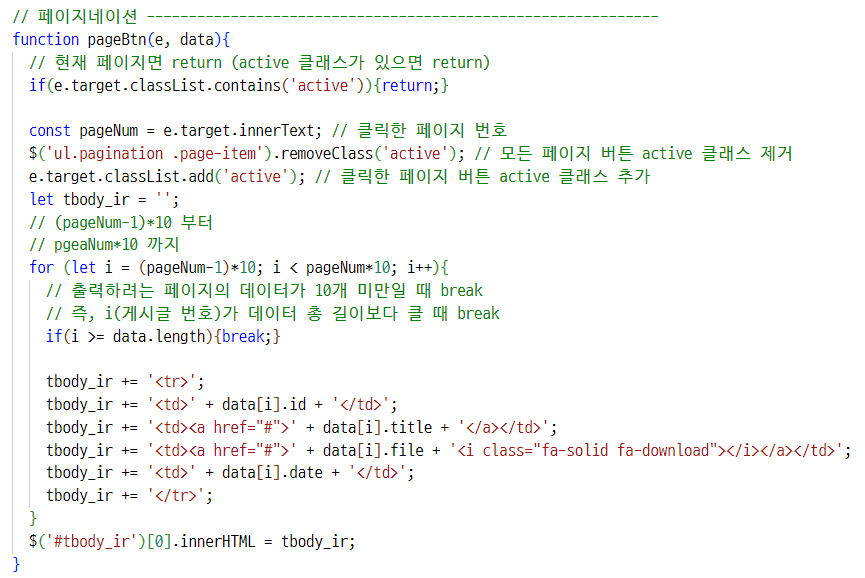 // 페이지네이션 -------------------------------------------------------------
function pageBtn(e, data){
// 현재 페이지면 return (active 클래스가 있으면 return)
if(e.target.classList.contains('active')){return;}
const pageNum = e.target.innerText; // 클릭한 페이지 번호
$('ul.pagination .page-item').removeClass('active'); // 모든 페이지 버튼 active 클래스 제거
e.target.classList.add('active'); // 클릭한 페이지 버튼 active 클래스 추가
let tbody_ir = '';
// (pageNum-1)*10 부터
// pgeaNum*10 까지
for (let i = (pageNum-1)*10; i < pageNum*10; i++){
// 출력하려는 페이지의 데이터가 10개 미만일 때 break
// 즉, i(게시글 번호)가 데이터 총 길이보다 클 때 break
if(i >= data.length){break;}
tbody_ir += '<tr>';
tbody_ir += '<td>' + data[i].id + '</td>';
tbody_ir += '<td><a href="#">' + data[i].title + '</a></td>';
tbody_ir += '<td><a href="#">' + data[i].file + '<i class="fa-solid fa-download"></i></a></td>';
tbody_ir += '<td>' + data[i].date + '</td>';
tbody_ir += '</tr>';
}
$('#tbody_ir')[0].innerHTML = tbody_ir;
}